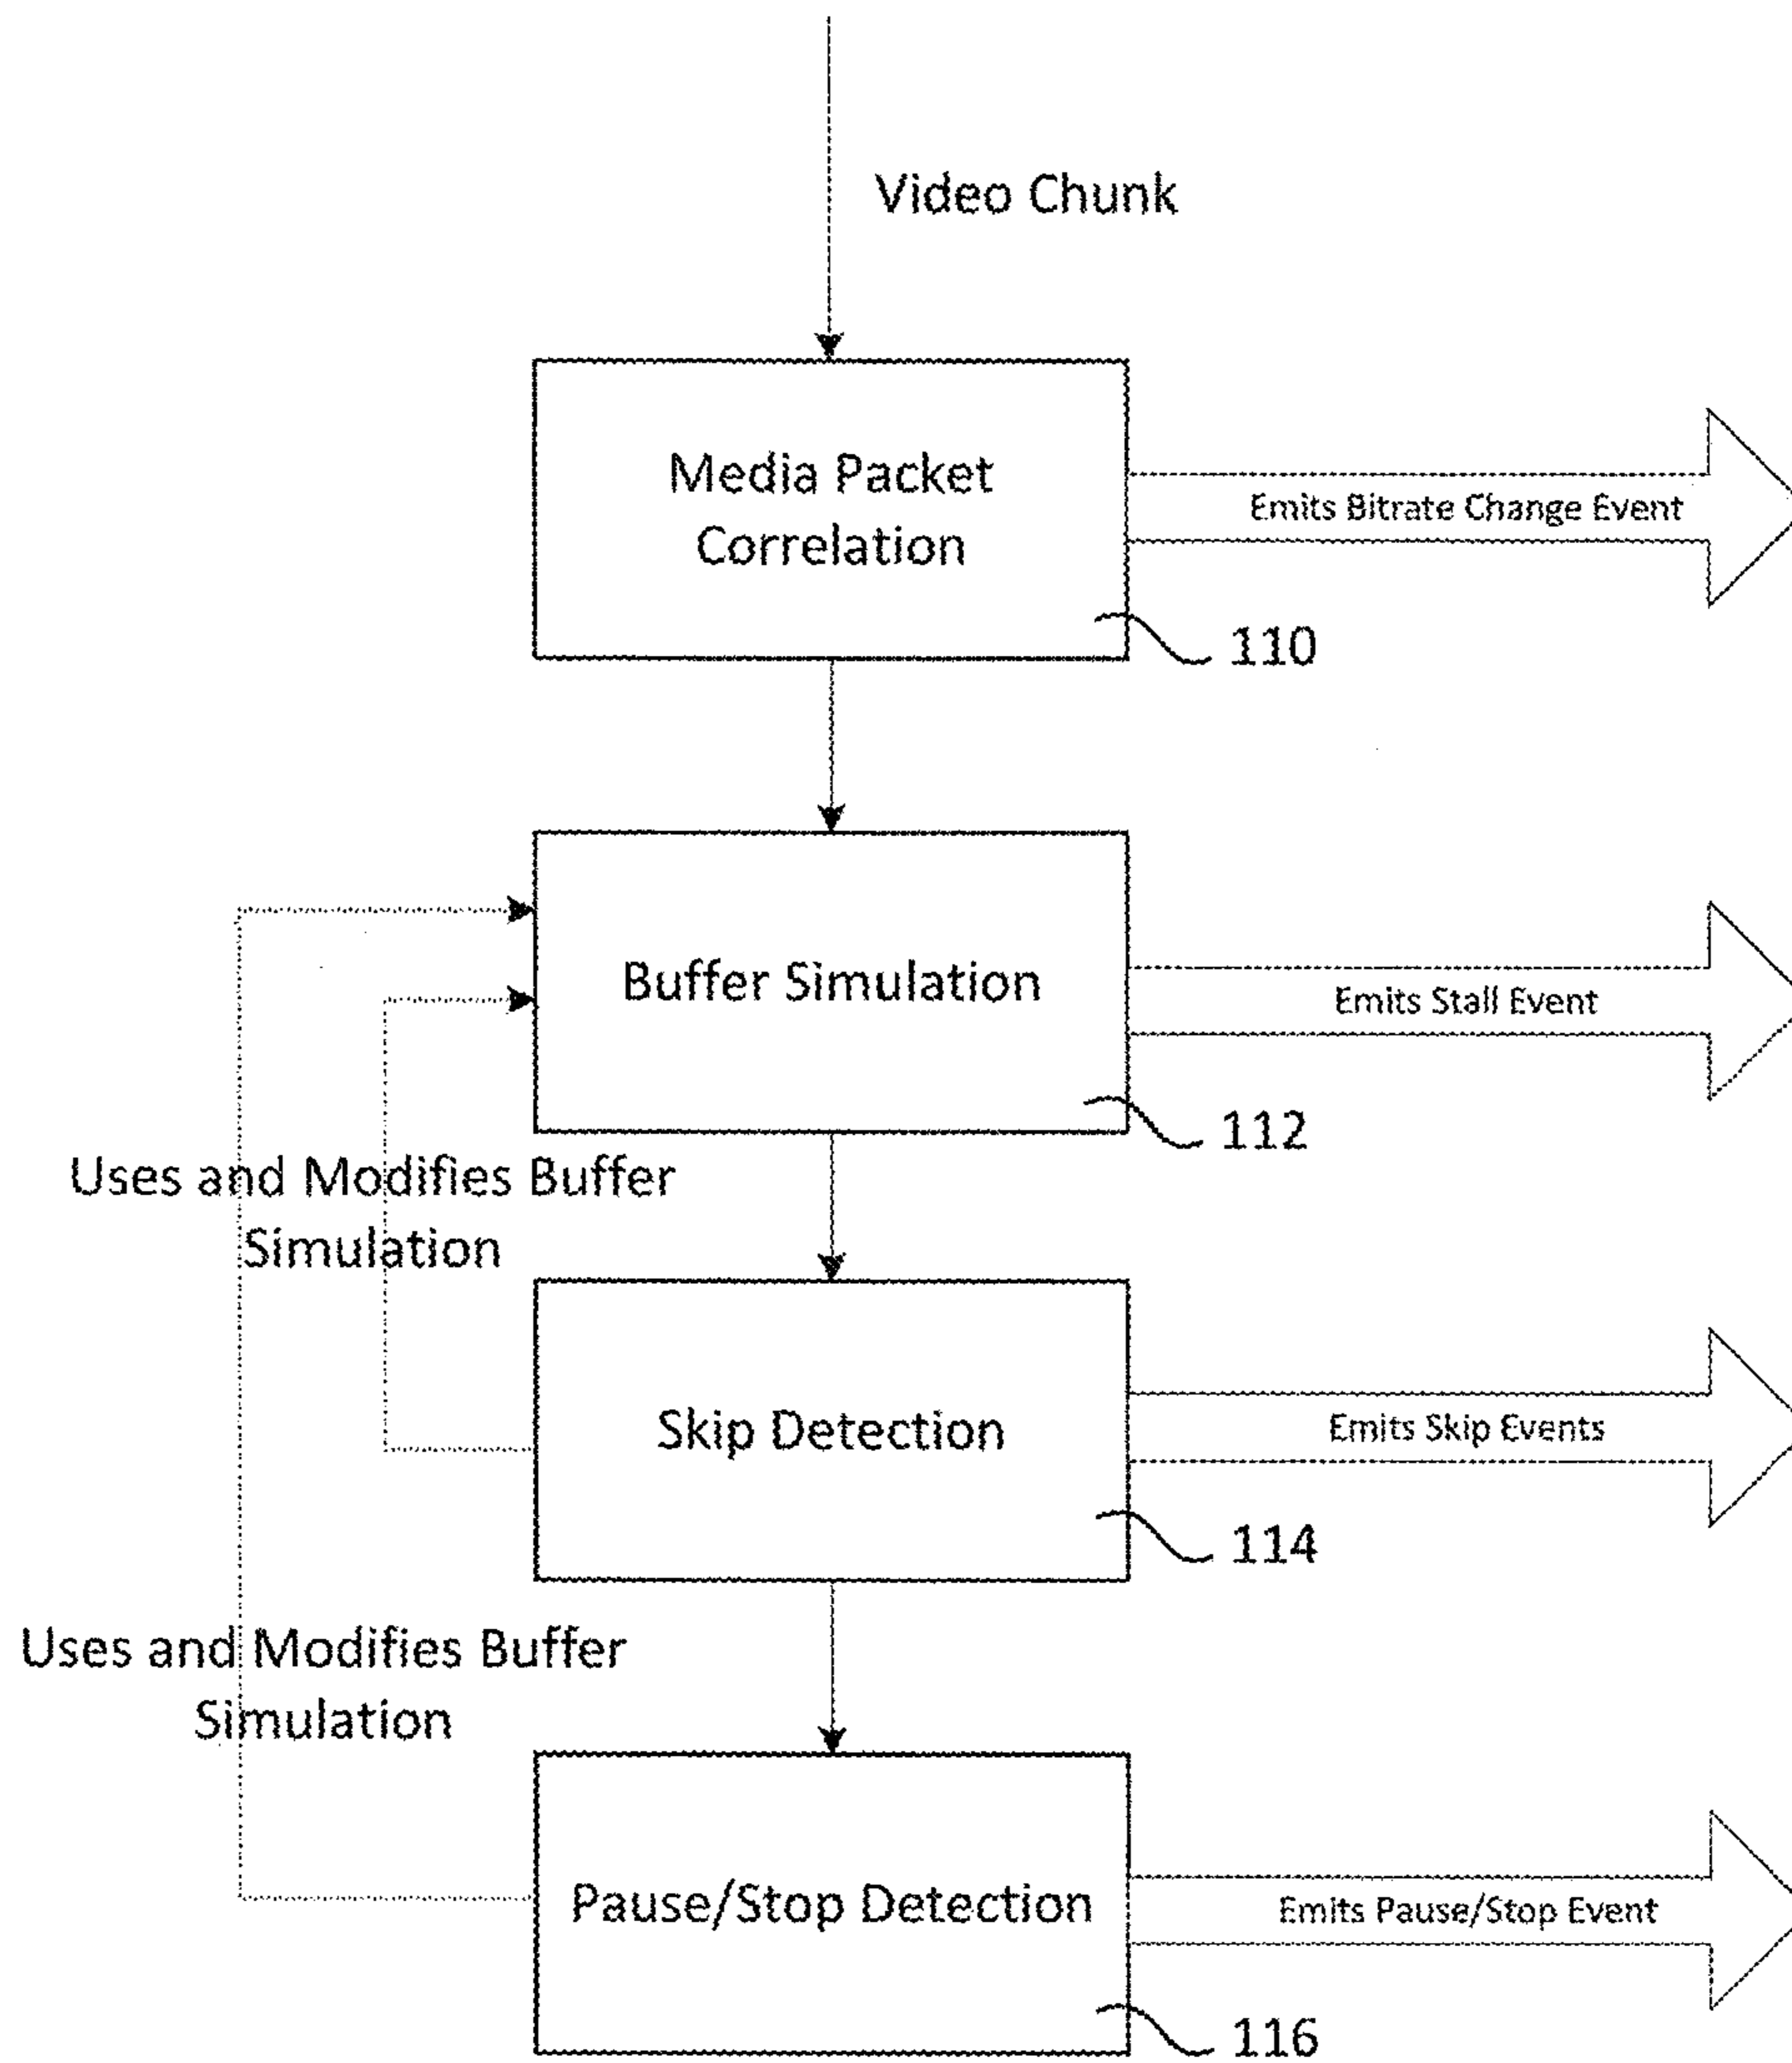 Video Chunk
Media Packet
Correlation
Emits Bitrate Change Event
110
Buffer Simulation
Emits Stall Event
112
Uses and Modifies Buffer
Simulation
Skip Detection
Emits Skip Events
114
Uses and Modifies Buffer
Simulation
Pause/Stop Detection
Emits Pause/Stop Event
116